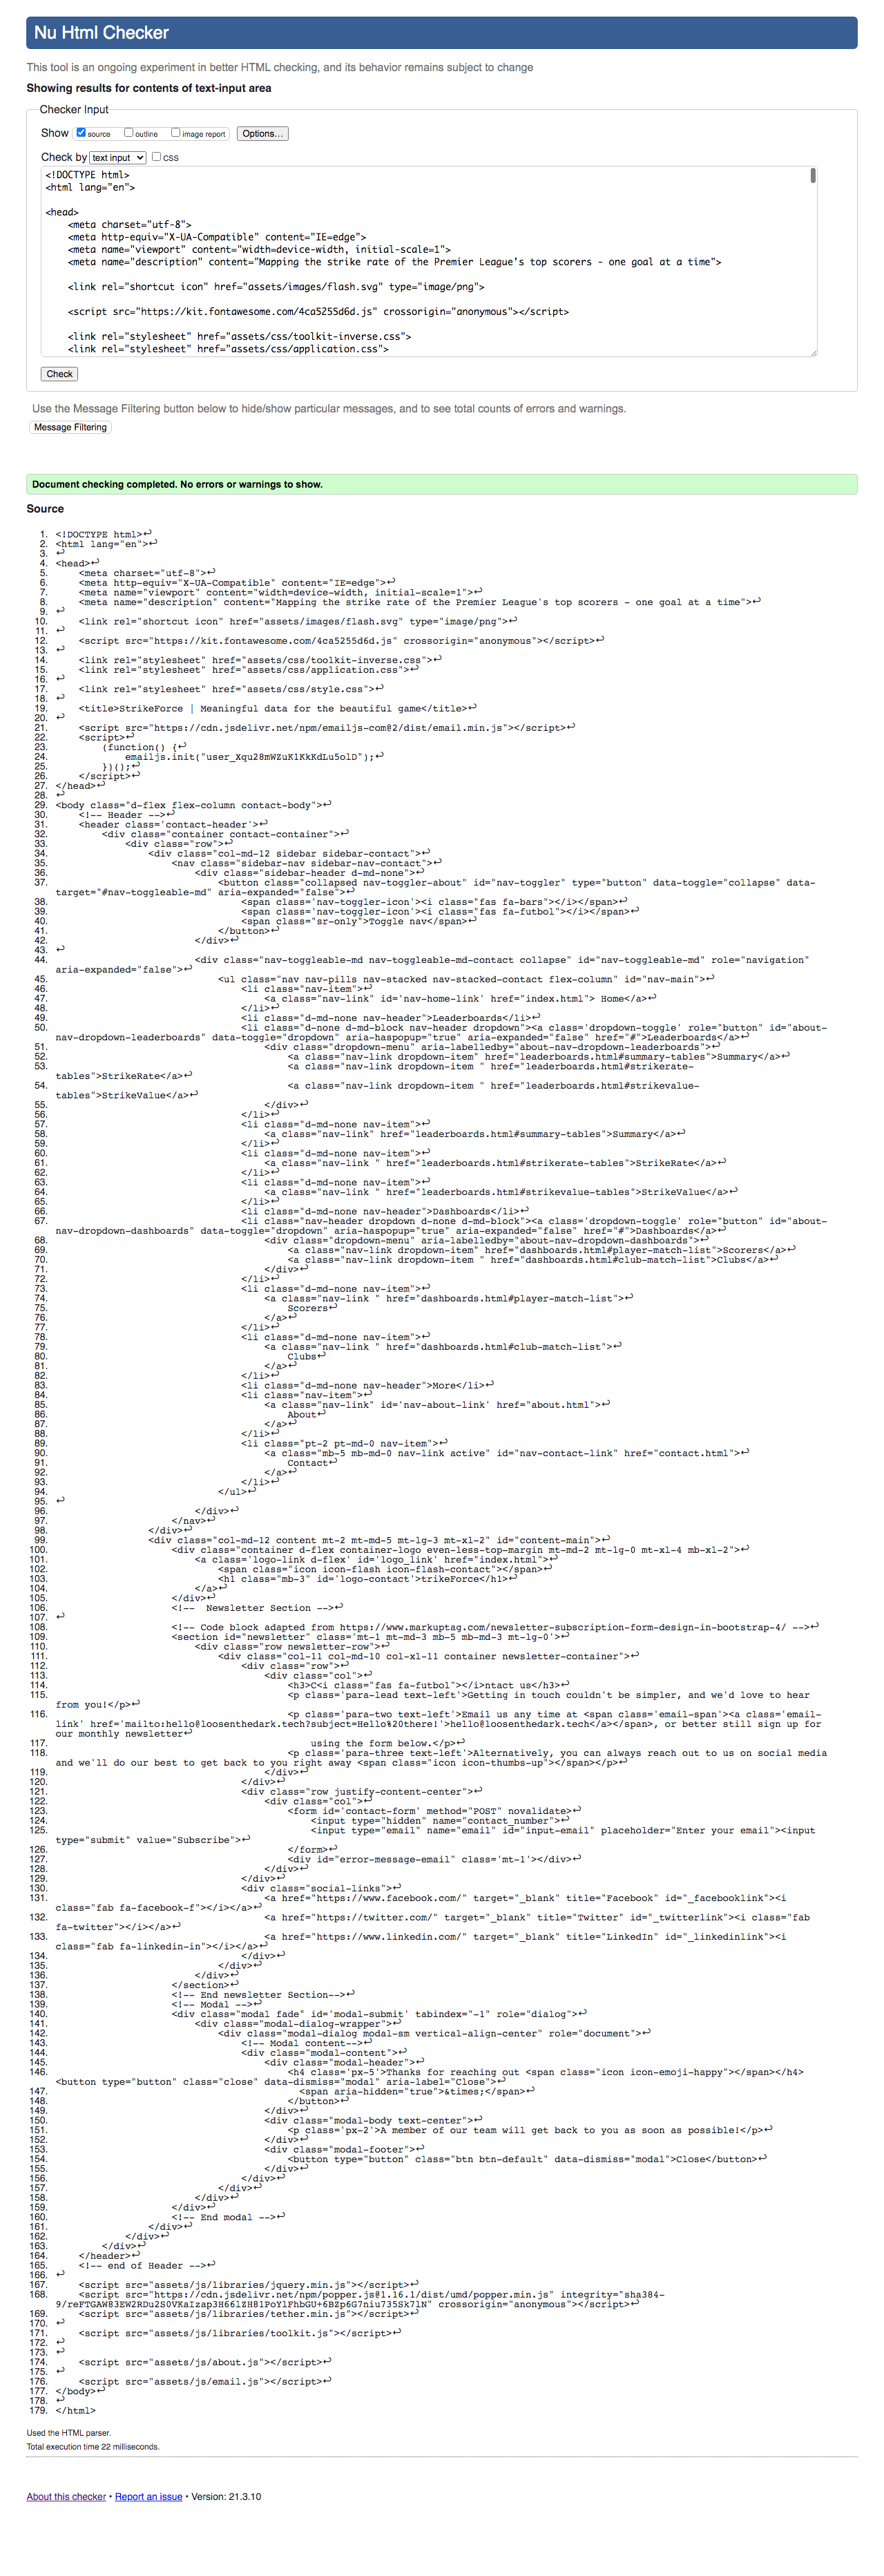 Nu Html Checker
This tool is an ongoing experiment in better HTML checking, and its behavior remains subject to change
Showing results for contents of text-input area
Checker Input
Show source outline image report Options…
Check by text input css
<!DOCTYPE html>
<html lang="en">
<head>
<meta charset="utf-8">
<meta http-equiv="X-UA-Compatible" content="IE=edge">
<meta name="viewport" content="width=device-width, initial-scale=1">
<meta name="description" content="Mapping the strike rate of the Premier League's top scorers - one goal at a time">
<link rel="shortcut icon" href="assets/images/flash.svg" type="image/png">
<script src="https://kit.fontawesome.com/4ca5255d6d.js" crossorigin="anonymous"></script>
<link rel="stylesheet" href="assets/css/toolkit-inverse.css">
<link rel="stylesheet" href="assets/css/application.css">
Check
Use the Message Filtering button below to hide/show particular messages, and to see total counts of errors and warnings.
Message Filtering
Document checking completed. No errors or warnings to show.
Source
1. <!DOCTYPE html>↩
2. <html lang="en">↩
3. ↩
4. <head>↩
5. <meta charset="utf-8">↩
6. <meta http-equiv="X-UA-Compatible" content="IE=edge">↩
7. <meta name="viewport" content="width=device-width, initial-scale=1">↩
8. <meta name="description" content="Mapping the strike rate of the Premier League's top scorers - one goal at a time">↩
9. ↩
10. <link rel="shortcut icon" href="assets/images/flash.svg" type="image/png">↩
11. ↩
12. <script src="https://kit.fontawesome.com/4ca5255d6d.js" crossorigin="anonymous"></script>↩
13. ↩
14. <link rel="stylesheet" href="assets/css/toolkit-inverse.css">↩
15. <link rel="stylesheet" href="assets/css/application.css">↩
16. ↩
17. <link rel="stylesheet" href="assets/css/style.css">↩
18. ↩
19. <title>StrikeForce | Meaningful data for the beautiful game</title>↩
20. ↩
21. <script src="https://cdn.jsdelivr.net/npm/emailjs-com@2/dist/email.min.js"></script>↩
22. <script>↩
23. (function() {↩
24. emailjs.init("user_Xqu28mWZuK1KkKdLu5olD");↩
25. })();↩
26. </script>↩
27. </head>↩
28. ↩
29. <body class="d-flex flex-column contact-body">↩
30. <!-- Header -->↩
31. <header class='contact-header'>↩
32. <div class="container contact-container">↩
33. <div class="row">↩
34. <div class="col-md-12 sidebar sidebar-contact">↩
35. <nav class="sidebar-nav sidebar-nav-contact">↩
36. <div class="sidebar-header d-md-none">↩
37. <button class="collapsed nav-toggler-about" id="nav-toggler" type="button" data-toggle="collapse" data-
target="#nav-toggleable-md" aria-expanded="false">↩
38. <span class='nav-toggler-icon'><i class="fas fa-bars"></i></span>↩
39. <span class='nav-toggler-icon'><i class="fas fa-futbol"></i></span>↩
40. <span class="sr-only">Toggle nav</span>↩
41. </button>↩
42. </div>↩
43. ↩
44. <div class="nav-toggleable-md nav-toggleable-md-contact collapse" id="nav-toggleable-md" role="navigation"
aria-expanded="false">↩
45. <ul class="nav nav-pills nav-stacked nav-stacked-contact flex-column" id="nav-main">↩
46. <li class="nav-item">↩
47. <a class="nav-link" id='nav-home-link' href="index.html"> Home</a>↩
48. </li>↩
49. <li class="d-md-none nav-header">Leaderboards</li>↩
50. <li class="d-none d-md-block nav-header dropdown"><a class='dropdown-toggle' role="button" id="about-
nav-dropdown-leaderboards" data-toggle="dropdown" aria-haspopup="true" aria-expanded="false" href="#">Leaderboards</a>↩
51. <div class="dropdown-menu" aria-labelledby="about-nav-dropdown-leaderboards">↩
52. <a class="nav-link dropdown-item" href="leaderboards.html#summary-tables">Summary</a>↩
53. <a class="nav-link dropdown-item " href="leaderboards.html#strikerate-
tables">StrikeRate</a>↩
54. <a class="nav-link dropdown-item " href="leaderboards.html#strikevalue-
tables">StrikeValue</a>↩
55. </div>↩
56. </li>↩
57. <li class="d-md-none nav-item">↩
58. <a class="nav-link" href="leaderboards.html#summary-tables">Summary</a>↩
59. </li>↩
60. <li class="d-md-none nav-item">↩
61. <a class="nav-link " href="leaderboards.html#strikerate-tables">StrikeRate</a>↩
62. </li>↩
63. <li class="d-md-none nav-item">↩
64. <a class="nav-link " href="leaderboards.html#strikevalue-tables">StrikeValue</a>↩
65. </li>↩
66. <li class="d-md-none nav-header">Dashboards</li>↩
67. <li class="nav-header dropdown d-none d-md-block"><a class='dropdown-toggle' role="button" id="about-
nav-dropdown-dashboards" data-toggle="dropdown" aria-haspopup="true" aria-expanded="false" href="#">Dashboards</a>↩
68. <div class="dropdown-menu" aria-labelledby="about-nav-dropdown-dashboards">↩
69. <a class="nav-link dropdown-item" href="dashboards.html#player-match-list">Scorers</a>↩
70. <a class="nav-link dropdown-item " href="dashboards.html#club-match-list">Clubs</a>↩
71. </div>↩
72. </li>↩
73. <li class="d-md-none nav-item">↩
74. <a class="nav-link " href="dashboards.html#player-match-list">↩
75. Scorers↩
76. </a>↩
77. </li>↩
78. <li class="d-md-none nav-item">↩
79. <a class="nav-link " href="dashboards.html#club-match-list">↩
80. Clubs↩
81. </a>↩
82. </li>↩
83. <li class="d-md-none nav-header">More</li>↩
84. <li class="nav-item">↩
85. <a class="nav-link" id='nav-about-link' href="about.html">↩
86. About↩
87. </a>↩
88. </li>↩
89. <li class="pt-2 pt-md-0 nav-item">↩
90. <a class="mb-5 mb-md-0 nav-link active" id="nav-contact-link" href="contact.html">↩
91. Contact↩
92. </a>↩
93. </li>↩
94. </ul>↩
95. ↩
96. </div>↩
97. </nav>↩
98. </div>↩
99. <div class="col-md-12 content mt-2 mt-md-5 mt-lg-3 mt-xl-2" id="content-main">↩
100. <div class="container d-flex container-logo even-less-top-margin mt-md-2 mt-lg-0 mt-xl-4 mb-xl-2">↩
101. <a class='logo-link d-flex' id='logo_link' href="index.html">↩
102. <span class="icon icon-flash icon-flash-contact"></span>↩
103. <h1 class="mb-3" id='logo-contact'>trikeForce</h1>↩
104. </a>↩
105. </div>↩
106. <!--  Newsletter Section -->↩
107. ↩
108. <!-- Code block adapted from https://www.markuptag.com/newsletter-subscription-form-design-in-bootstrap-4/ -->↩
109. <section id="newsletter" class='mt-1 mt-md-3 mb-5 mb-md-3 mt-lg-0'>↩
110. <div class="row newsletter-row">↩
111. <div class="col-11 col-md-10 col-xl-11 container newsletter-container">↩
112. <div class="row">↩
113. <div class="col">↩
114. <h3>C<i class="fas fa-futbol"></i>ntact us</h3>↩
115. <p class='para-lead text-left'>Getting in touch couldn't be simpler, and we'd love to hear
from you!</p>↩
116. <p class='para-two text-left'>Email us any time at <span class='email-span'><a class='email-
link' href='mailto:hello@loosenthedark.tech?subject=Hello%20there!'>hello@loosenthedark.tech</a></span>, or better still sign up for
our monthly newsletter↩
117. using the form below.</p>↩
118. <p class='para-three text-left'>Alternatively, you can always reach out to us on social media
and we'll do our best to get back to you right away <span class="icon icon-thumbs-up"></span></p>↩
119. </div>↩
120. </div>↩
121. <div class="row justify-content-center">↩
122. <div class="col">↩
123. <form id='contact-form' method="POST" novalidate>↩
124. <input type="hidden" name="contact_number">↩
125. <input type="email" name="email" id="input-email" placeholder="Enter your email"><input
type="submit" value="Subscribe">↩
126. </form>↩
127. <div id="error-message-email" class='mt-1'></div>↩
128. </div>↩
129. </div>↩
130. <div class="social-links">↩
131. <a href="https://www.facebook.com/" target="_blank" title="Facebook" id="_facebooklink"><i
class="fab fa-facebook-f"></i></a>↩
132. <a href="https://twitter.com/" target="_blank" title="Twitter" id="_twitterlink"><i class="fab
fa-twitter"></i></a>↩
133. <a href="https://www.linkedin.com/" target="_blank" title="LinkedIn" id="_linkedinlink"><i
class="fab fa-linkedin-in"></i></a>↩
134. </div>↩
135. </div>↩
136. </div>↩
137. </section>↩
138. <!-- End newsletter Section-->↩
139. <!-- Modal -->↩
140. <div class="modal fade" id='modal-submit' tabindex="-1" role="dialog">↩
141. <div class="modal-dialog-wrapper">↩
142. <div class="modal-dialog modal-sm vertical-align-center" role="document">↩
143. <!-- Modal content-->↩
144. <div class="modal-content">↩
145. <div class="modal-header">↩
146. <h4 class='px-5'>Thanks for reaching out <span class="icon icon-emoji-happy"></span></h4>
<button type="button" class="close" data-dismiss="modal" aria-label="Close">↩
147. <span aria-hidden="true">&times;</span>↩
148. </button>↩
149. </div>↩
150. <div class="modal-body text-center">↩
151. <p class='px-2'>A member of our team will get back to you as soon as possible!</p>↩
152. </div>↩
153. <div class="modal-footer">↩
154. <button type="button" class="btn btn-default" data-dismiss="modal">Close</button>↩
155. </div>↩
156. </div>↩
157. </div>↩
158. </div>↩
159. </div>↩
160. <!-- End modal -->↩
161. </div>↩
162. </div>↩
163. </div>↩
164. </header>↩
165. <!-- end of Header -->↩
166. ↩
167. <script src="assets/js/libraries/jquery.min.js"></script>↩
168. <script src="https://cdn.jsdelivr.net/npm/popper.js@1.16.1/dist/umd/popper.min.js" integrity="sha384-
9/reFTGAW83EW2RDu2S0VKaIzap3H66lZH81PoYlFhbGU+6BZp6G7niu735Sk7lN" crossorigin="anonymous"></script>↩
169. <script src="assets/js/libraries/tether.min.js"></script>↩
170. ↩
171. <script src="assets/js/libraries/toolkit.js"></script>↩
172. ↩
173. ↩
174. <script src="assets/js/about.js"></script>↩
175. ↩
176. <script src="assets/js/email.js"></script>↩
177. </body>↩
178. ↩
179. </html>
Used the HTML parser.
Total execution time 22 milliseconds.
About this checker • Report an issue • Version: 21.3.10